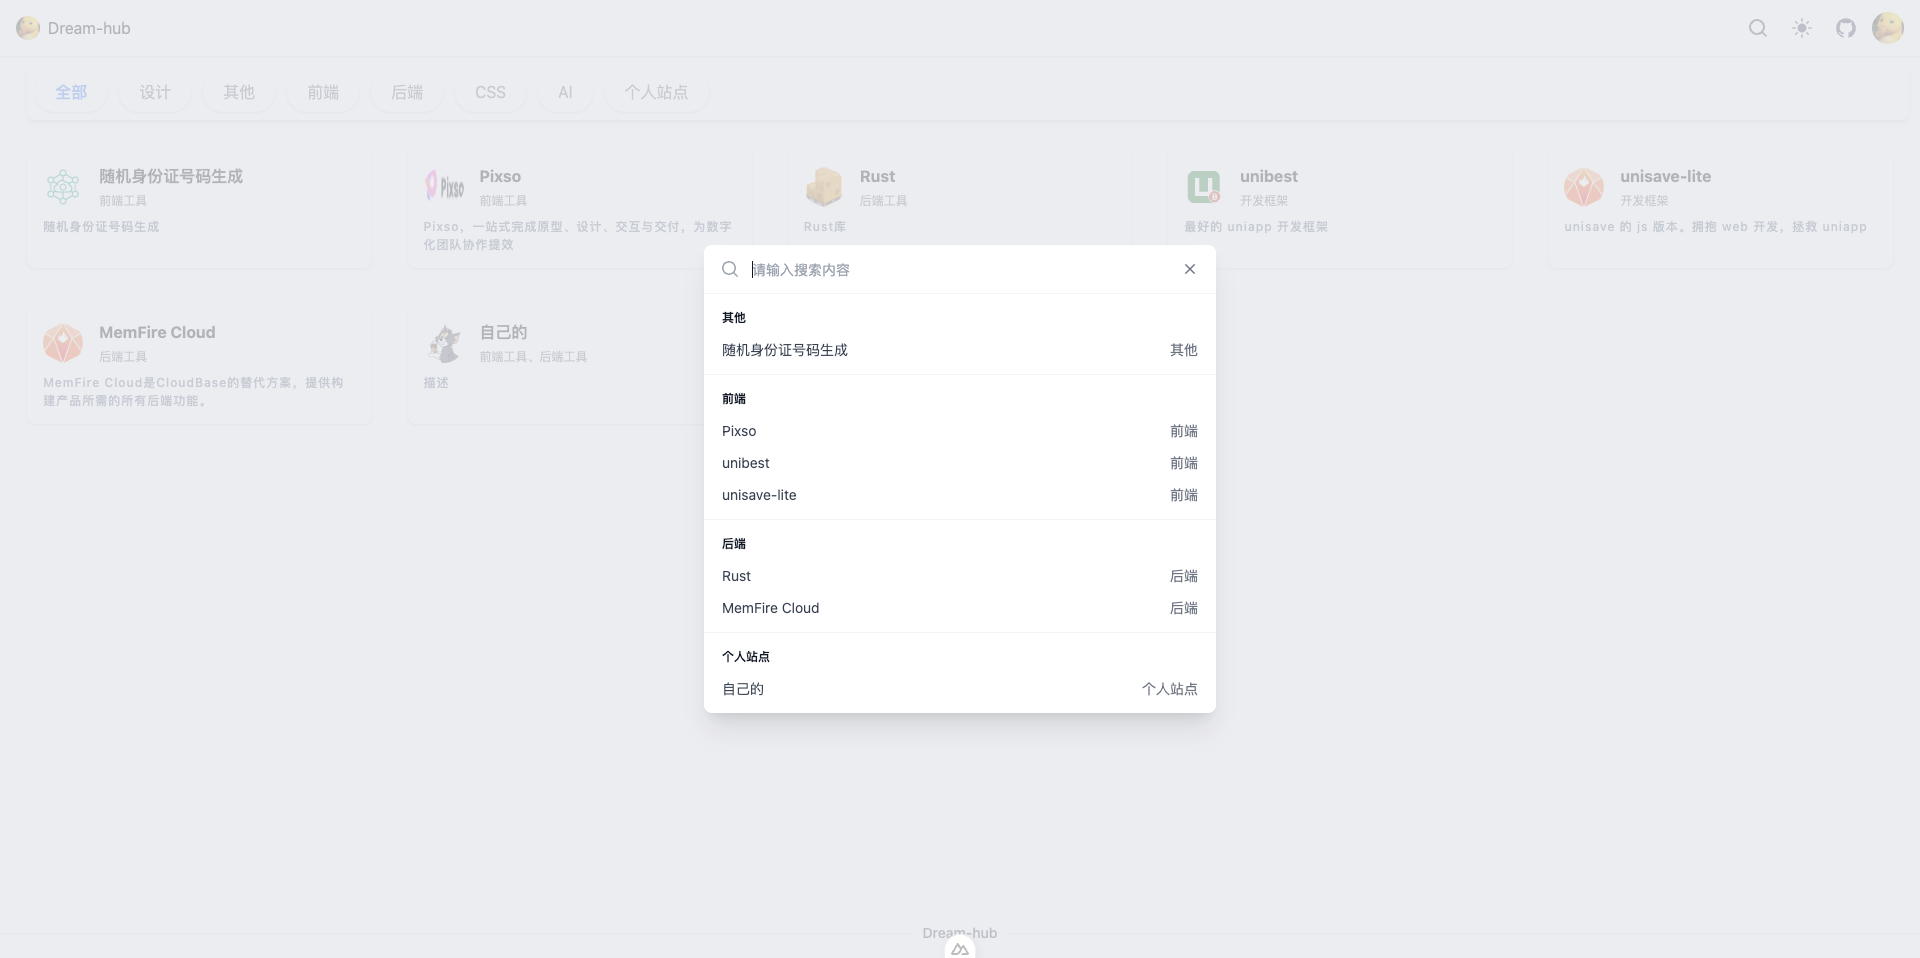 Dream-hub
全部
设计
其他
前端
后端
CSS
AI
个人站点
随机身份证号码生成
前端工具
随机身份证号码生成
Pixso
Pixso
前端工具
Pixso，一站式完成原型、设计、交互与交付，为数字
化团队协作提效
Rust
后端工具
Rust库
unibest
开发框架
最好的 uniapp 开发框架
unisave-lite
开发框架
unisave 的 js 版本。拥抱 web 开发，拯救 uniapp
MemFire Cloud
后端工具
MemFire Cloud是CloudBase的替代方案，提供构
建产品所需的所有后端功能。
自己的
前端工具、后端工具
描述
请输入搜索内容
其他
随机身份证号码生成 其他
前端
Pixso 前端
unibest 前端
unisave-lite 前端
后端
Rust 后端
MemFire Cloud 后端
个人站点
自己的 个人站点
Dream-hub